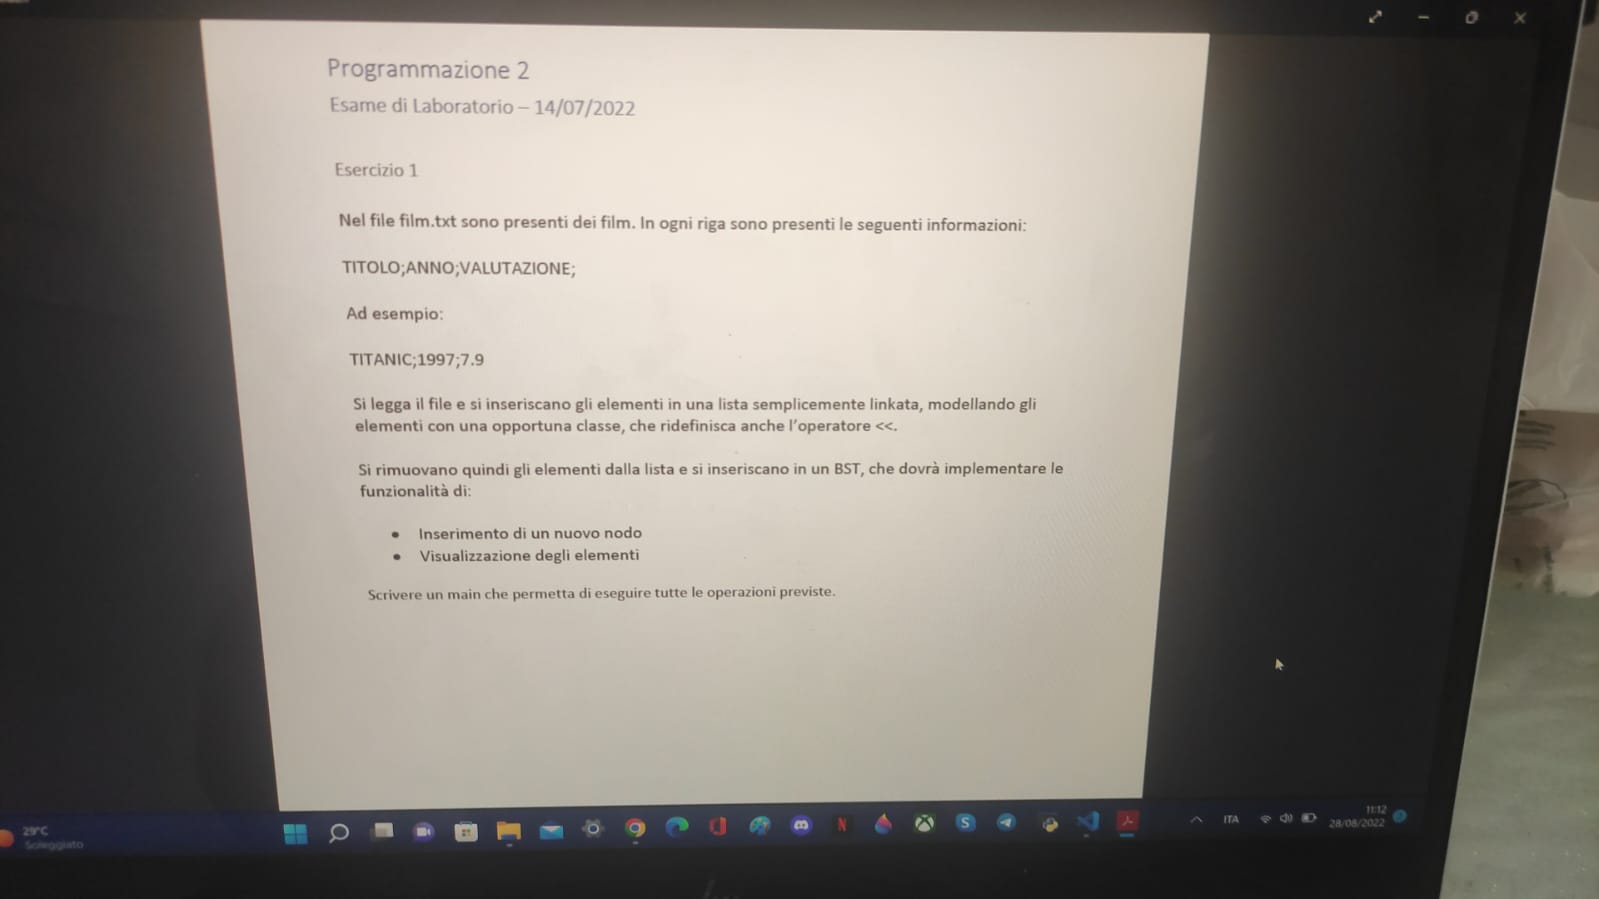 Programmazione 2
Esame di Laboratorio – 14/07/2022
Esercizio 1
Nel file film.txt sono presenti dei film. In ogni riga sono presenti le seguenti informazioni:
TITOLO;ANNO;VALUTAZIONE;
Ad esempio:
TITANIC;1997;7.9
Si legga il file e si inseriscano gli elementi in una lista semplicemente linkata, modellando gli
elementi con una opportuna classe, che ridefinisca anche l'operatore <<.
Si rimuovano quindi gli elementi dalla lista e si inseriscano in un BST, che dovrà implementare le
funzionalità di:
• Inserimento di un nuovo nodo
• Visualizzazione degli elementi
Scrivere un main che permetta di eseguire tutte le operazioni previste.
29°C
Soleggiato
ITA
11:12
28/08/2022